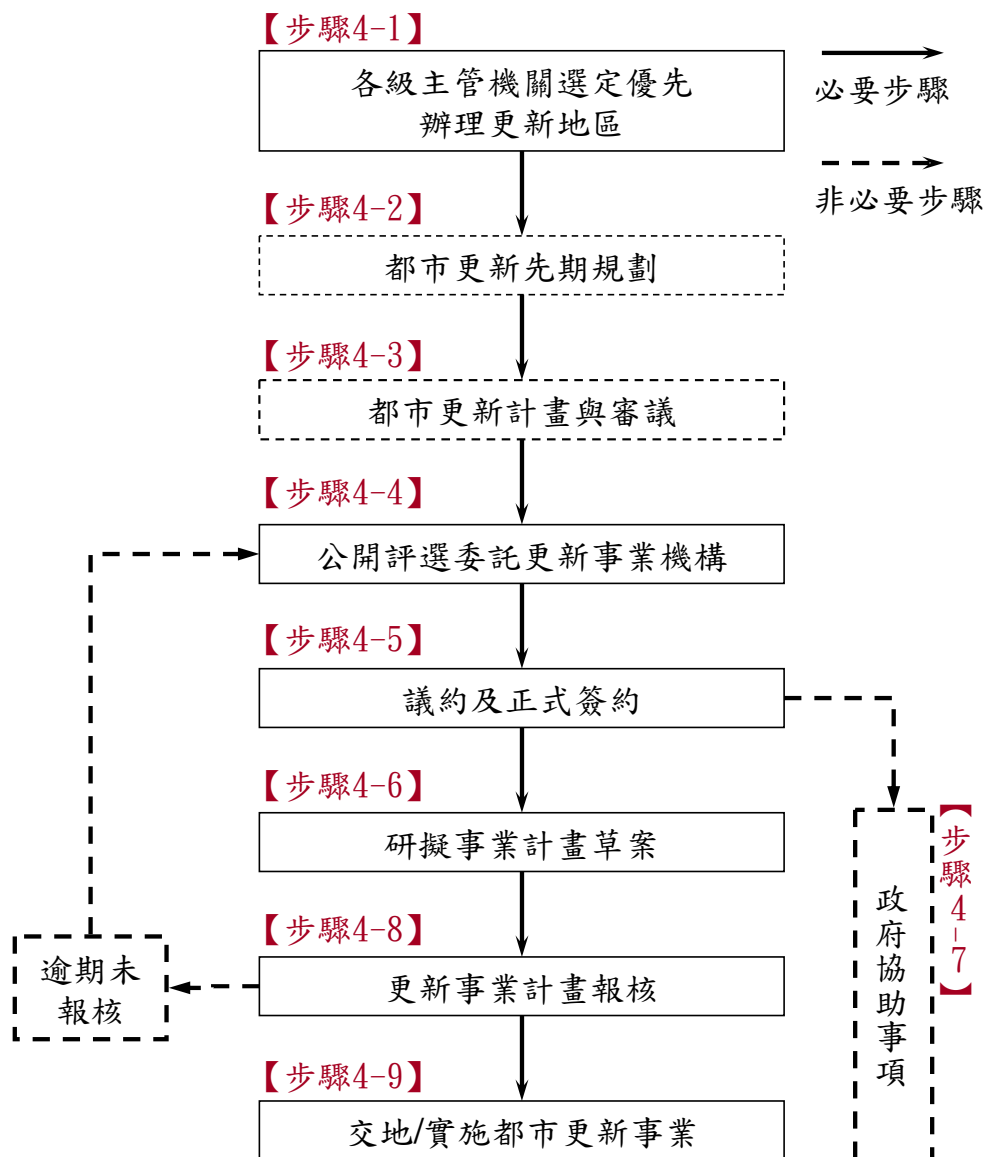 【步驟4-1】
各級主管機關選定優先
辦理更新地區
必要步驟
非必要步驟
【步驟4-2】
都市更新先期規劃
【步驟4-3】
都市更新計畫與審議
【步驟4-4】
公開評選委託更新事業機構
【步驟4-5】
議約及正式簽約
【步驟4-6】
研擬事業計畫草案
【步驟4-7】
政府協助事項
【步驟4-8】
更新事業計畫報核
逾期未
報核
【步驟4-9】
交地/實施都市更新事業